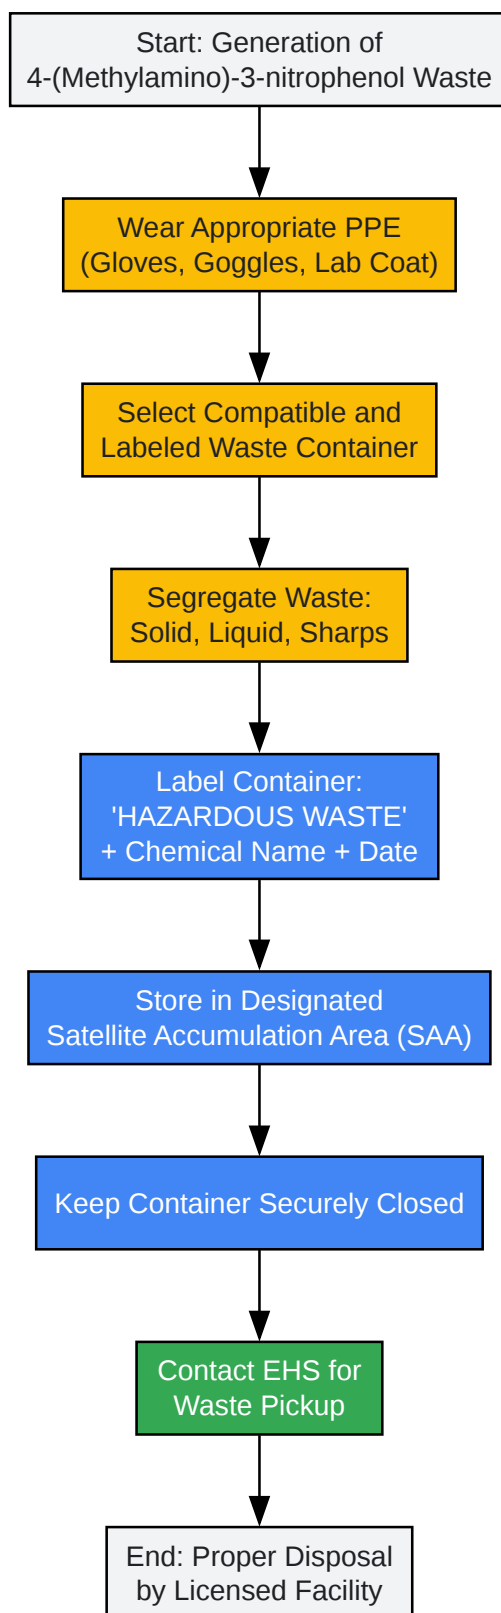 Start: Generation of
4-(Methylamino)-3-nitrophenol Waste
Wear Appropriate PPE
(Gloves, Goggles, Lab Coat)
Select Compatible and
Labeled Waste Container
Segregate Waste:
Solid, Liquid, Sharps
Label Container:
'HAZARDOUS WASTE'
+ Chemical Name + Date
Store in Designated
Satellite Accumulation Area (SAA)
Keep Container Securely Closed
Contact EHS for
Waste Pickup
End: Proper Disposal
by Licensed Facility